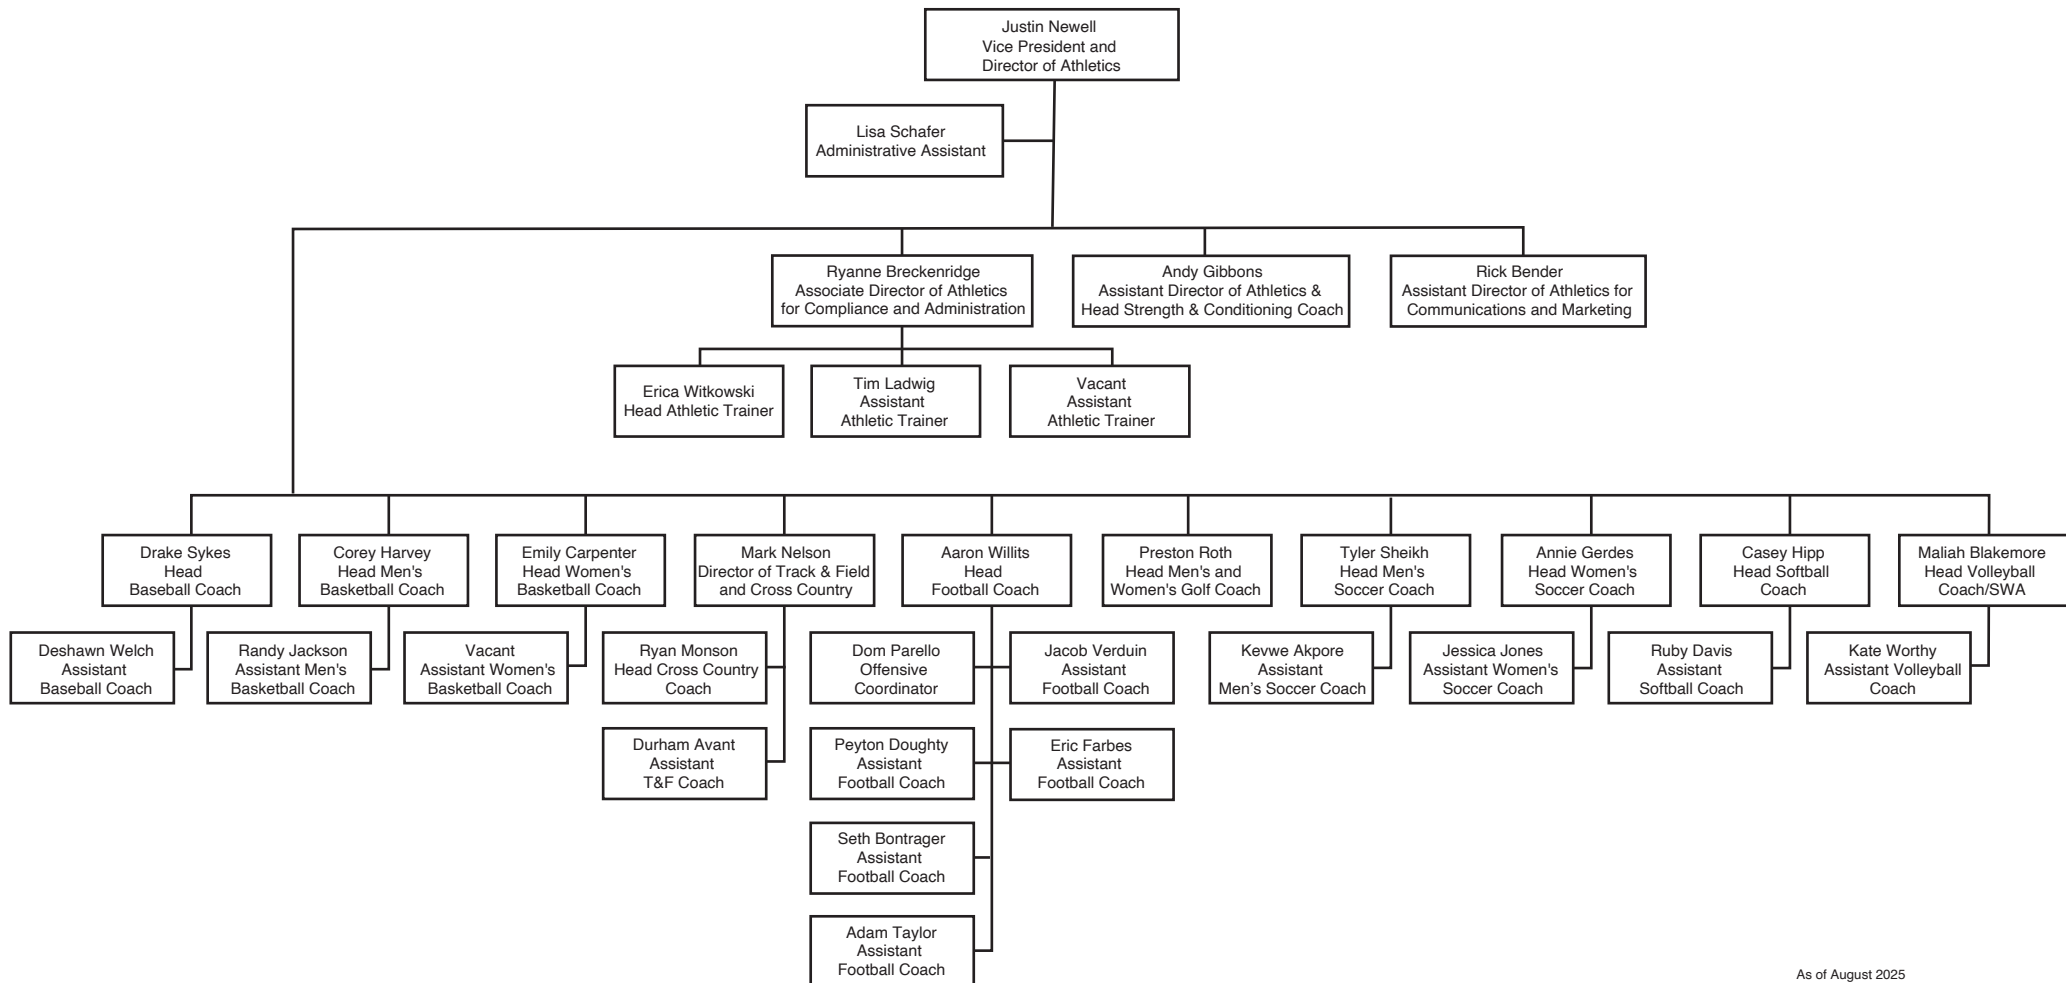 Justin Newell
Vice President and
Director of Athletics
Lisa Schafer
Administrative Assistant
Ryanne Breckenridge
Associate Director of Athletics
for Compliance and Administration
Andy Gibbons
Assistant Director of Athletics &
Head Strength & Conditioning Coach
Rick Bender
Assistant Director of Athletics for
Communications and Marketing
Erica Witkowski
Head Athletic Trainer
Tim Ladwig
Assistant
Athletic Trainer
Vacant
Assistant
Athletic Trainer
Drake Sykes
Head
Baseball Coach
Corey Harvey
Head Men's
Basketball Coach
Emily Carpenter
Head Women's
Basketball Coach
Mark Nelson
Director of Track & Field
and Cross Country
Aaron Willits
Head
Football Coach
Preston Roth
Head Men's and
Women's Golf Coach
Tyler Sheikh
Head Men's
Soccer Coach
Annie Gerdes
Head Women's
Soccer Coach
Casey Hipp
Head Softball
Coach
Maliah Blakemore
Head Volleyball
Coach/SWA
Deshawn Welch
Assistant
Baseball Coach
Randy Jackson
Assistant Men's
Basketball Coach
Vacant
Assistant Women's
Basketball Coach
Ryan Monson
Head Cross Country
Coach
Dom Parello
Offensive
Coordinator
Jacob Verduin
Assistant
Football Coach
Kevwe Akpore
Assistant
Men’s Soccer Coach
Jessica Jones
Assistant Women's
Soccer Coach
Ruby Davis
Assistant
Softball Coach
Kate Worthy
Assistant Volleyball
Coach
Durham Avant
Assistant
T&F Coach
Peyton Doughty
Assistant
Football Coach
Eric Farbes
Assistant
Football Coach
Seth Bontrager
Assistant
Football Coach
Adam Taylor
Assistant
Football Coach
As of August 2025